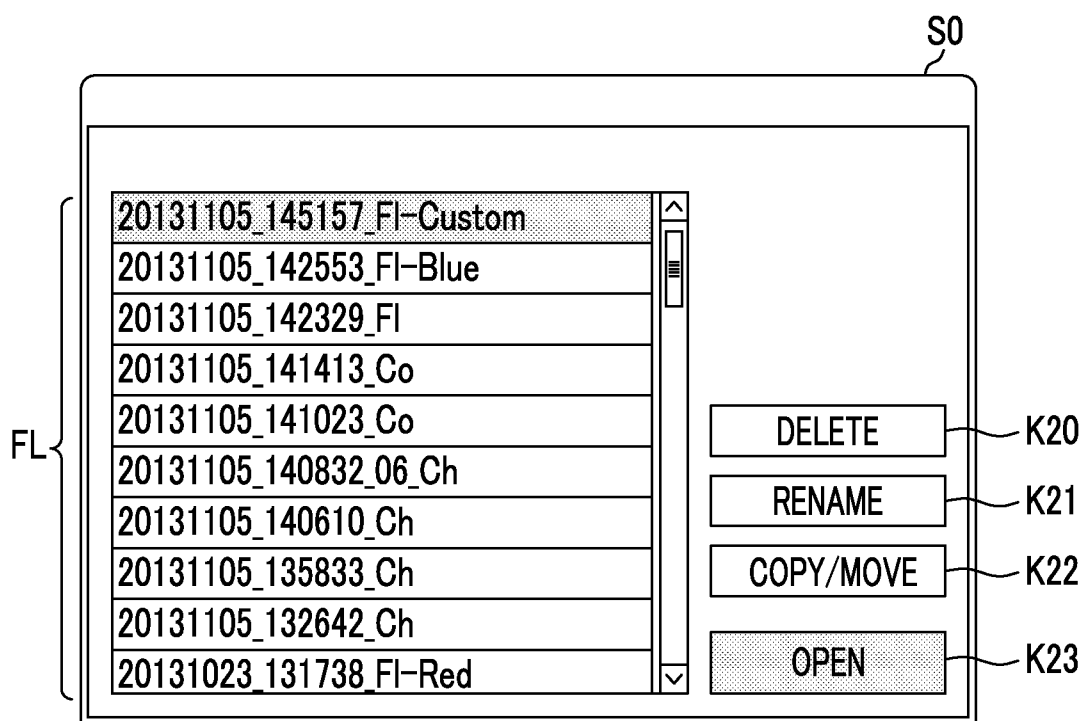 S0
20131105_145157_Fl-Custom
20131105_142553_Fl-Blue
20131105_142329_Fl
20131105_141413_Co
20131105_141023_Co
20131105_140832_06_Ch
20131105_140610_Ch
20131105_135833_Ch
20131105_132642_Ch
20131023_131738_Fl-Red
FL
DELETE K20
RENAME K21
COPY/MOVE K22
OPEN K23